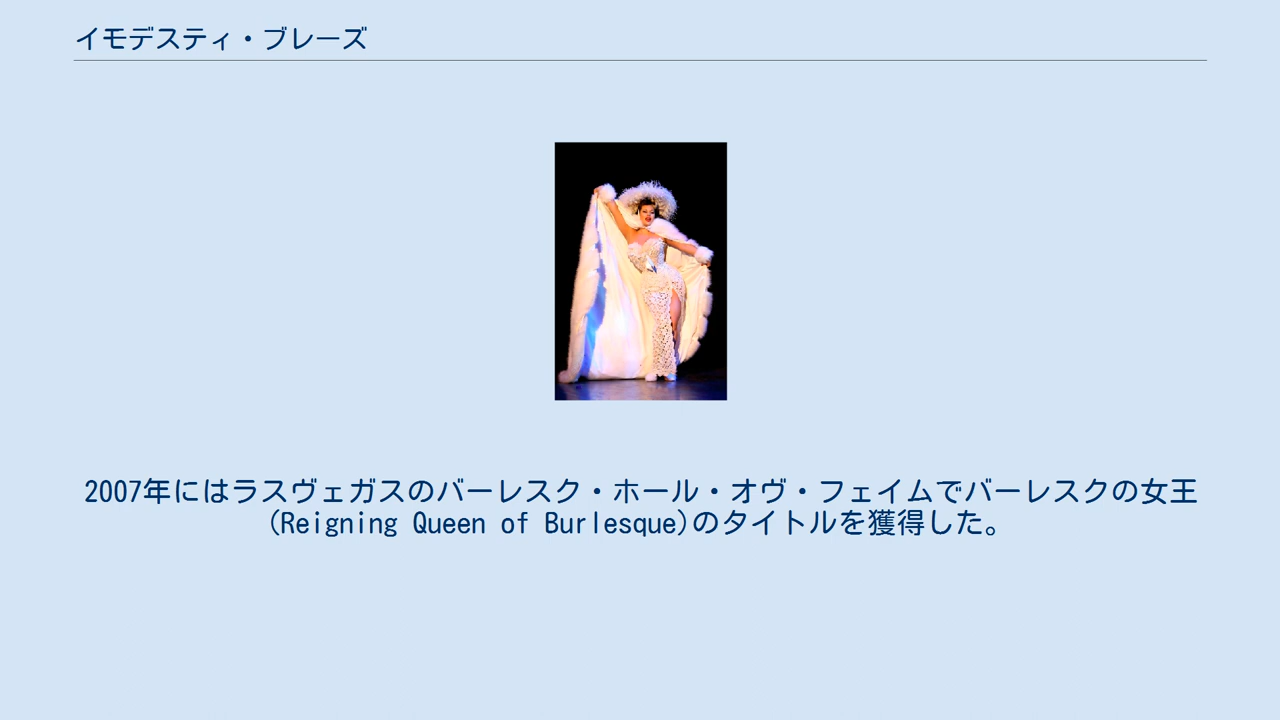 イモデスティ・ブレーズ
2007年にはラスヴェガスのバーレスク・ホール・オヴ・フェイムでバーレスクの女王
(Reigning Queen of Burlesque)のタイトルを獲得した。